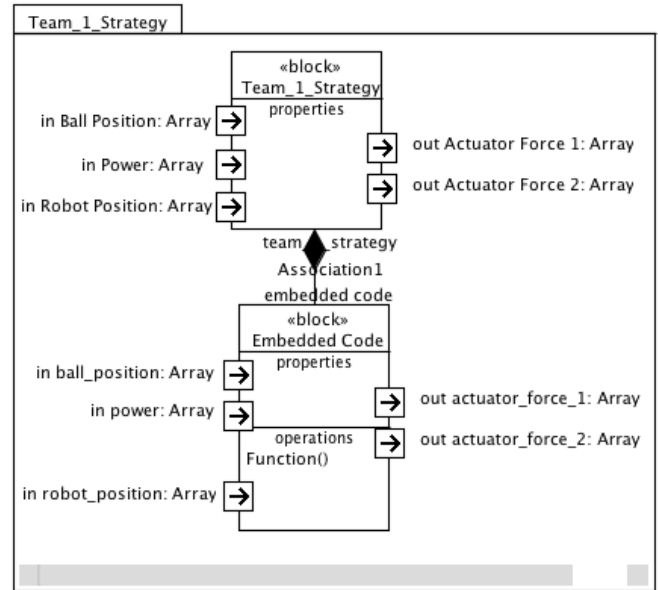 Team_1_Strategy
«block»
Team_1_Strategy
properties
in Ball Position: Array
out Actuator Force 1: Array
in Power: Array
out Actuator Force 2: Array
in Robot Position: Array
team_ _strategy
Association1
embedded code
«block»
Embedded Code
properties
in ball_position: Array
out actuator_force_1: Array
in power: Array
operations
out actuator_force_2: Array
Function()
in robot_position: Array